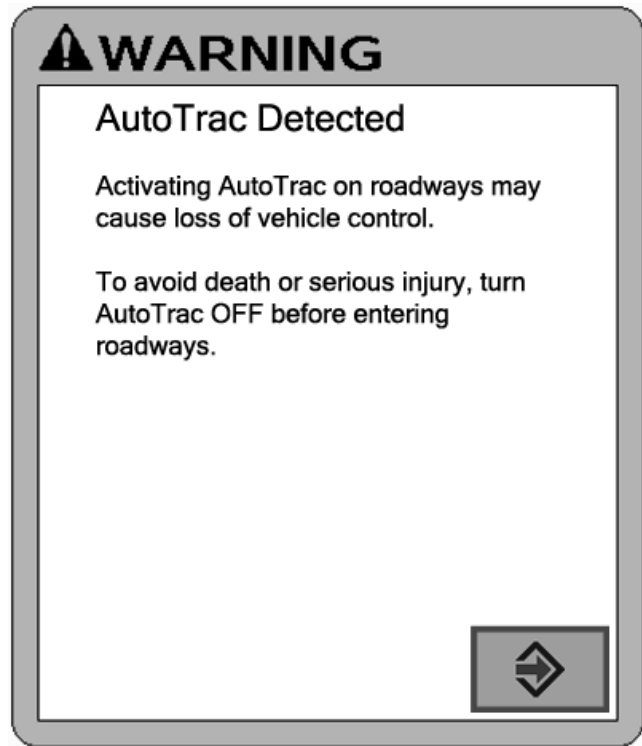 WARNING
AutoTrac Detected
Activating AutoTrac on roadways may
cause loss of vehicle control.
To avoid death or serious injury, turn
AutoTrac OFF before entering
roadways.